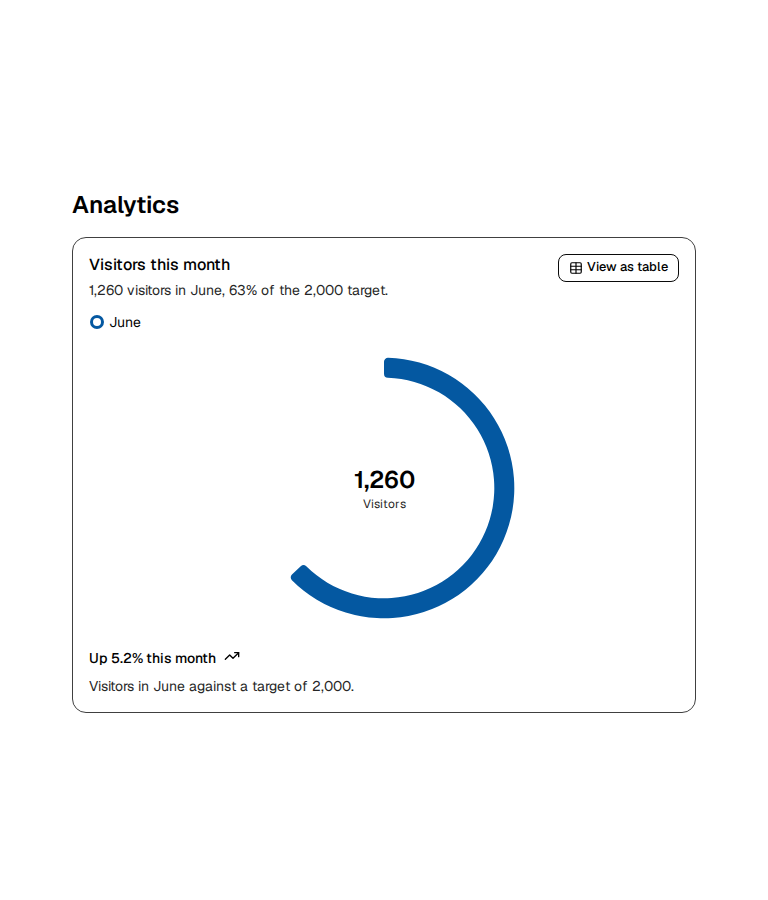 Analytics
Visitors this month
View as table
1,260 visitors in June, 63% of the 2,000 target.
June
1,260
Visitors
Up 5.2% this month
Visitors in June against a target of 2,000.